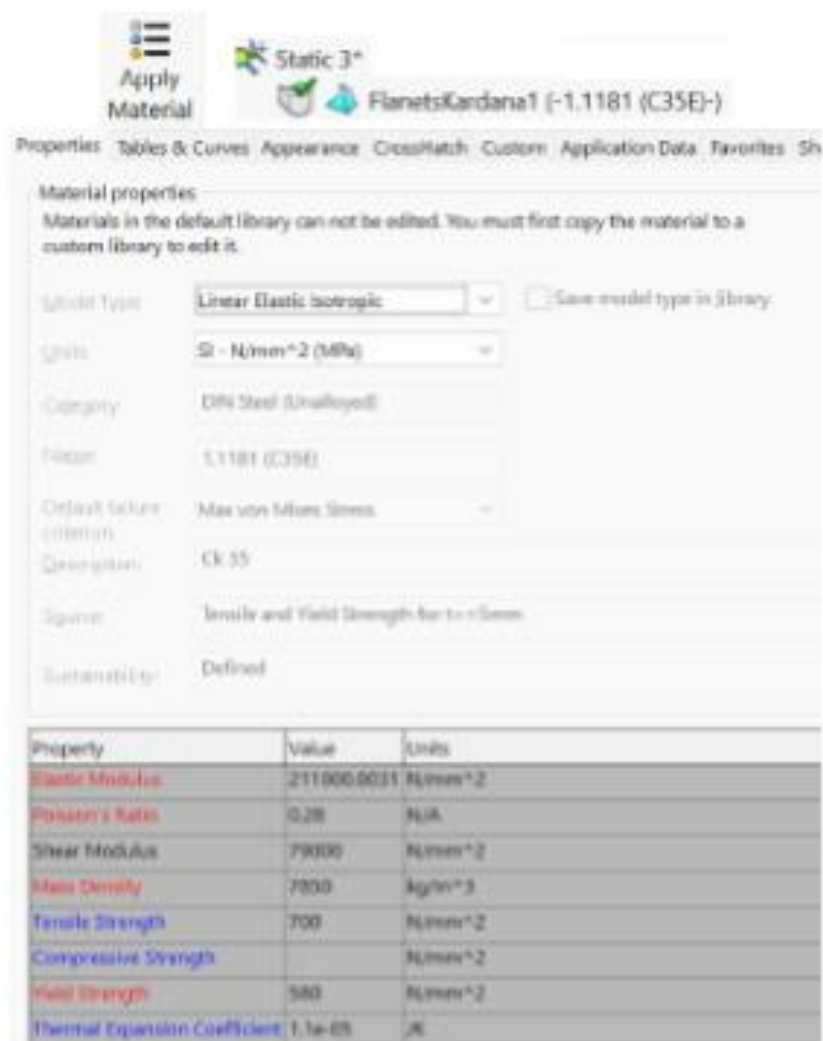 Apply
Material
Static 3*
FlanetsKardana1 (-1.1181 (C35E)-)
Properties Tables & Curves Appearance CrossHatch Custom Application Data Favorites Sh
Material properties
Materials in the default library can not be edited. You must first copy the material to a
custom library to edit it.
Model Type: Linear Elastic Isotropic Save model type in library
Units: SI - N/mm^2 (MPa)
Category: DIN Steel (Unalloyed)
Name: 1.1181 (C35E)
Default failure
criterion: Max von Mises Stress
Description: Ck 35
Source: Tensile and Yield Strength for
Sustainability: Defined
Property Value Units
Elastic Modulus 211000.0031 N/mm^2
Poisson's Ratio 0.28 N/A
Shear Modulus 79000 N/mm^2
Mass Density 7850 kg/m^3
Tensile Strength 700 N/mm^2
Compressive Strength N/mm^2
Yield Strength 580 N/mm^2
Thermal Expansion Coefficient 1.1e-05 /K